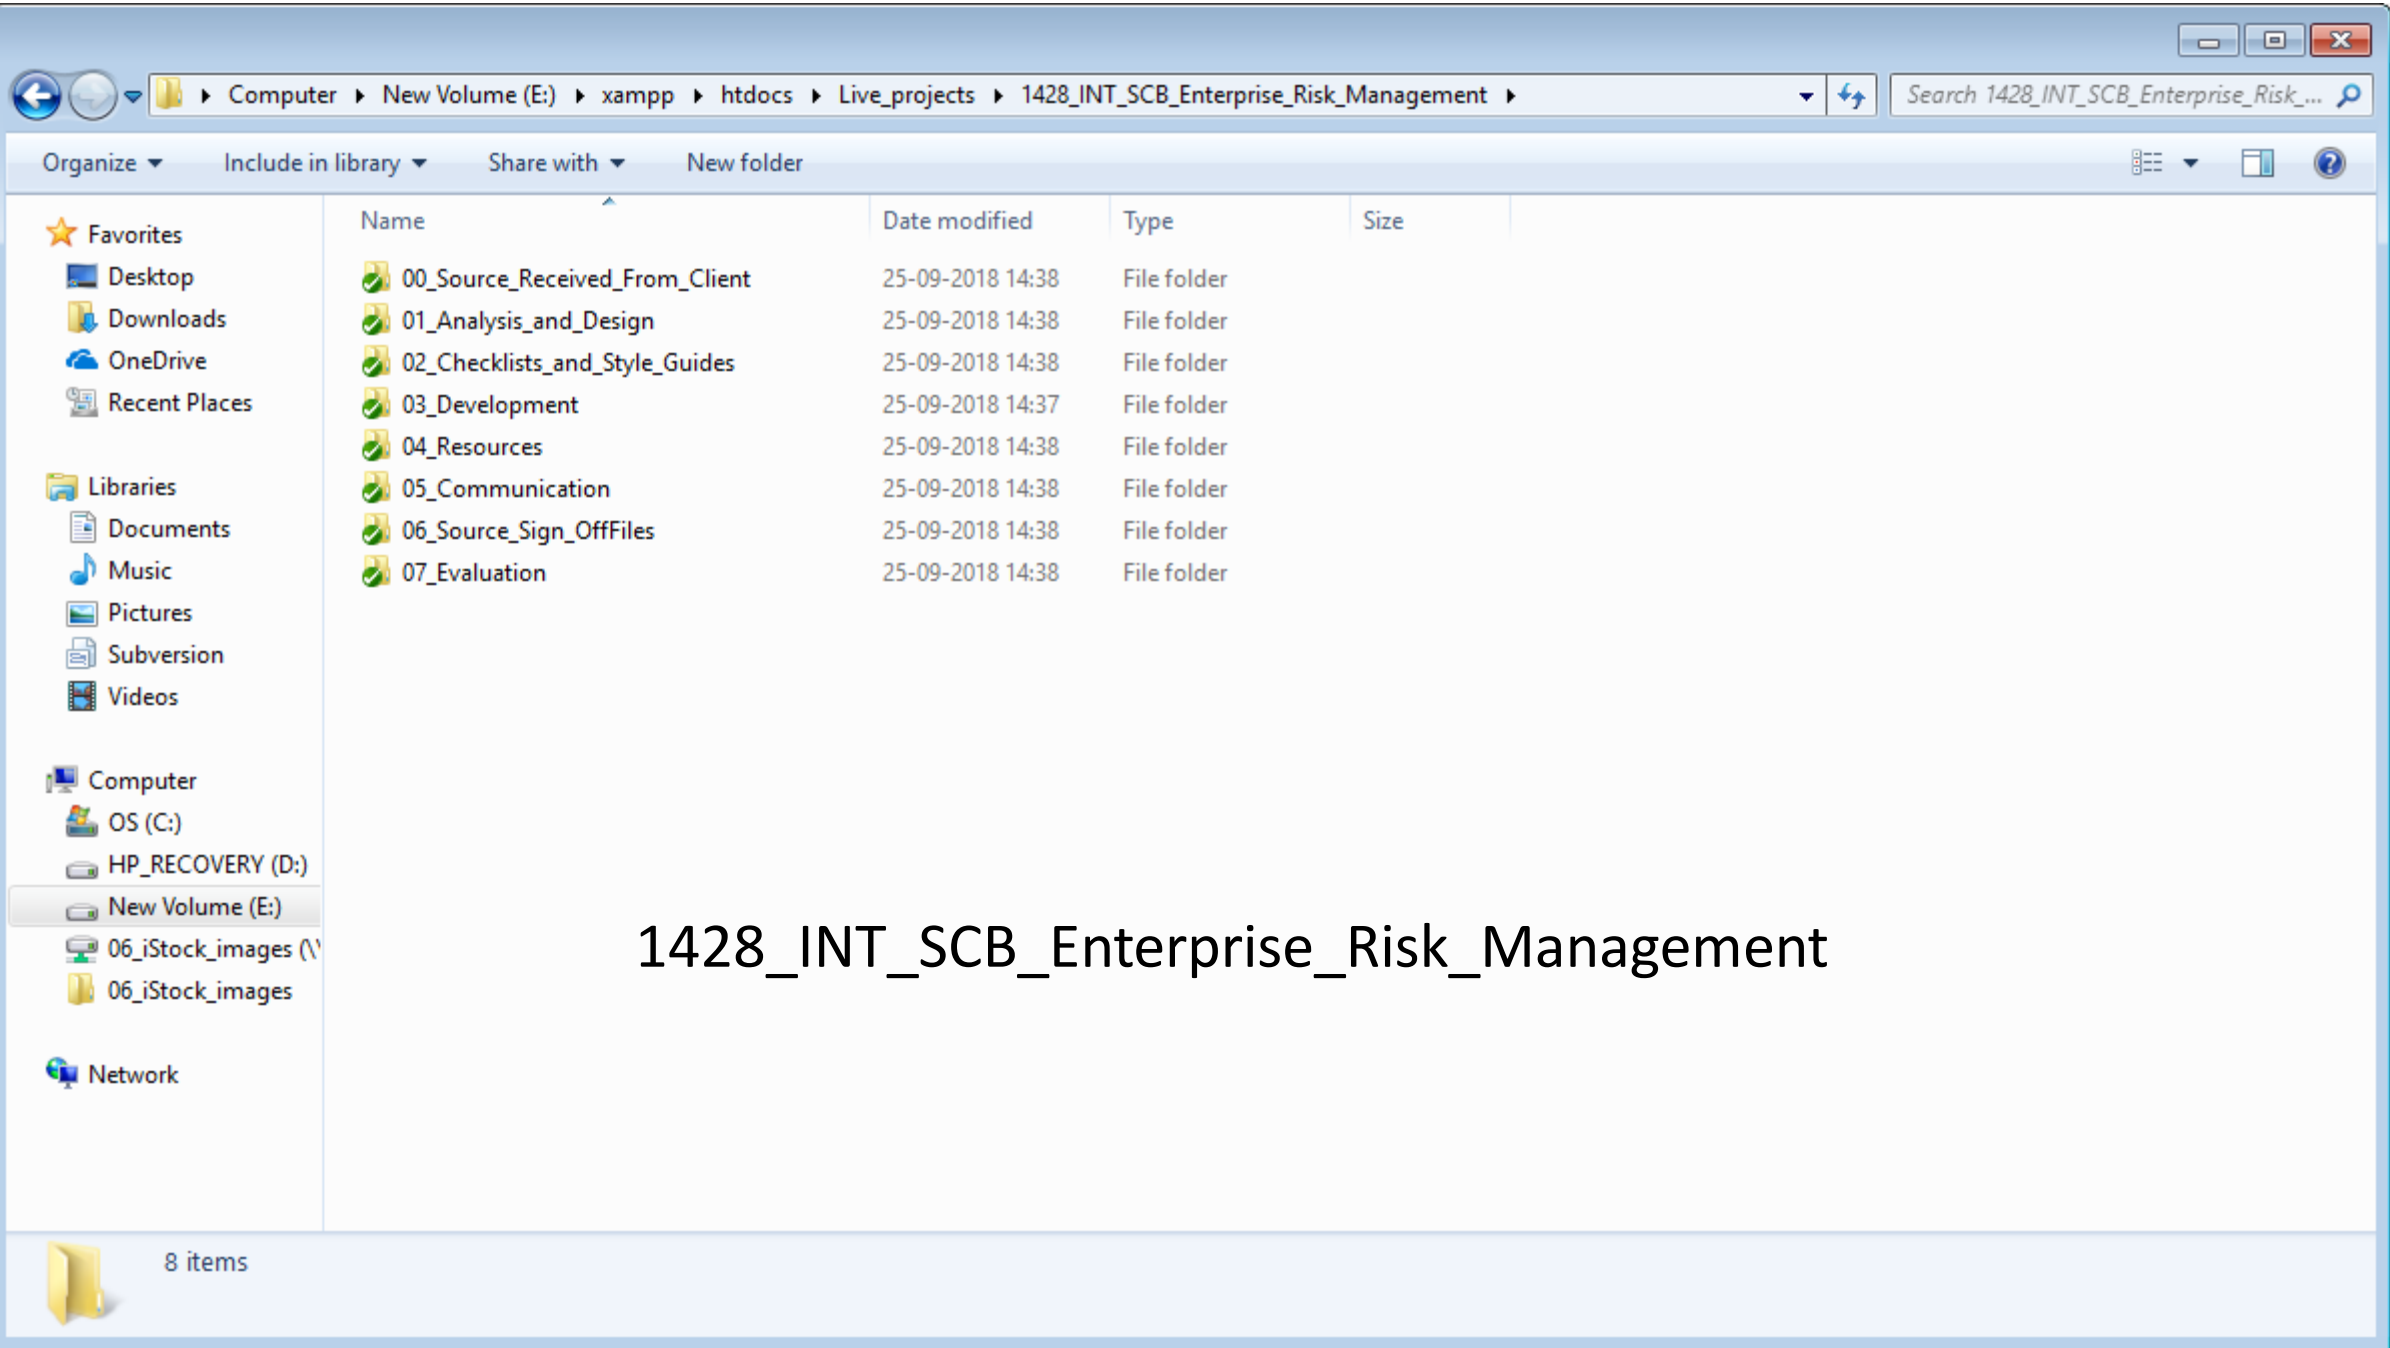 Computer ▸ New Volume (E:) ▸ xampp ▸ htdocs ▸ Live_projects ▸ 1428_INT_SCB_Enterprise_Risk_Management ▸
Search 1428_INT_SCB_Enterprise_Risk_...
Organize Include in library Share with New folder
Name Date modified Type Size
Favorites
Desktop
Downloads
OneDrive
Recent Places
Libraries
Documents
Music
Pictures
Subversion
Videos
Computer
OS (C:)
HP_RECOVERY (D:)
New Volume (E:)
06_iStock_images (\\
06_iStock_images
Network
00_Source_Received_From_Client 25-09-2018 14:38 File folder
01_Analysis_and_Design 25-09-2018 14:38 File folder
02_Checklists_and_Style_Guides 25-09-2018 14:38 File folder
03_Development 25-09-2018 14:37 File folder
04_Resources 25-09-2018 14:38 File folder
05_Communication 25-09-2018 14:38 File folder
06_Source_Sign_OffFiles 25-09-2018 14:38 File folder
07_Evaluation 25-09-2018 14:38 File folder
1428_INT_SCB_Enterprise_Risk_Management
8 items